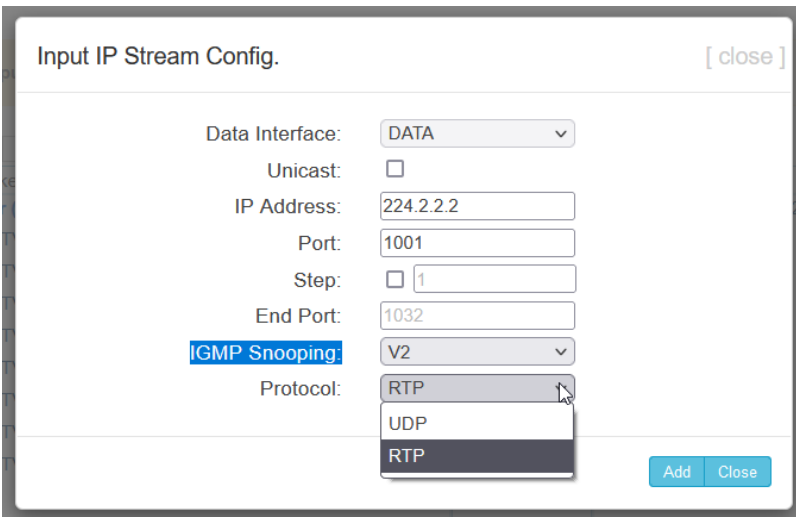 Input IP Stream Config.
[ close ]
Data Interface: DATA
Unicast:
IP Address: 224.2.2.2
Port: 1001
Step: 1
End Port: 1032
IGMP Snooping: V2
Protocol: RTP
UDP
RTP
Add Close